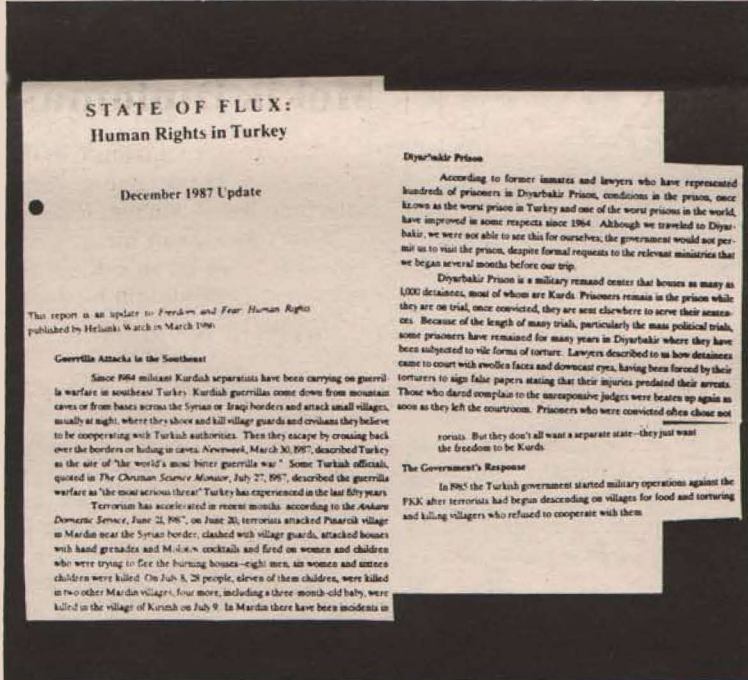 STATE OF FLUX:
Human Rights in Turkey
December 1987 Update
This report is an update to Freedom and Fear: Human Rights
published by Helsinki Watch in March 1986
Guerrilla Attacks in the Southeast
Since 1984 militant Kurdish separatists have been carrying on guerril-
la warfare in southeast Turkey. Kurdish guerrillas come down from mountain
caves or from bases across the Syrian or Iraqi borders and attack small villages,
usually at night, where they shoot and kill village guards and civilians they believe
to be cooperating with Turkish authorities. Then they escape by crossing back
over the borders or hiding in caves. Newsweek, March 30, 1987, described Turkey
as the site of "the world's most bitter guerrilla war." Some Turkish officials,
quoted in The Christian Science Monitor, July 27, 1987, described the guerrilla
warfare as "the most serious threat" Turkey has experienced in the last fifty years.
Terrorism has accelerated in recent months: according to the Ankara
Domestic Service, June 21, 1987, on June 20, terrorists attacked Pinarcik village
in Mardin near the Syrian border, clashed with village guards, attacked houses
with hand grenades and Molotov cocktails and fired on women and children
who were trying to flee the burning houses--eight men, six women and sixteen
children were killed. On July 8, 28 people, eleven of them children, were killed
in two other Mardin villages, four more, including a three-month-old baby, were
killed in the village of on July 9. In Mardin there have been incidents in
Diyarbakir Prison
According to former inmates and lawyers who have represented
hundreds of prisoners in Diyarbakir Prison, conditions in the prison, once
known as the worst prison in Turkey and one of the worst prisons in the world,
have improved in some respects since 1984. Although we traveled to Diyar-
bakir, we were not able to see this for ourselves; the government would not per-
mit us to visit the prison, despite formal requests to the relevant ministries that
we began several months before our trip.
Diyarbakir Prison is a military remand center that houses as many as
1,000 detainees, most of whom are Kurds. Prisoners remain in the prison while
they are on trial, once convicted, they are sent elsewhere to serve their senten-
ces. Because of the length of many trials, particularly the mass political trials,
some prisoners have remained for many years in Diyarbakir where they have
been subjected to vile forms of torture. Lawyers described to us how detainees
came to court with swollen faces and downcast eyes, having been forced by their
torturers to sign false papers stating that their injuries predated their arrests.
Those who dared complain to the unresponsive judges were beaten up again as
soon as they left the courtroom. Prisoners who were convicted often chose not
rorists. But they don't all want a separate state--they just want
the freedom to be Kurds.
The Government's Response
In 1985 the Turkish government started military operations against the
PKK after terrorists had begun descending on villages for food and torturing
and killing villagers who refused to cooperate with them